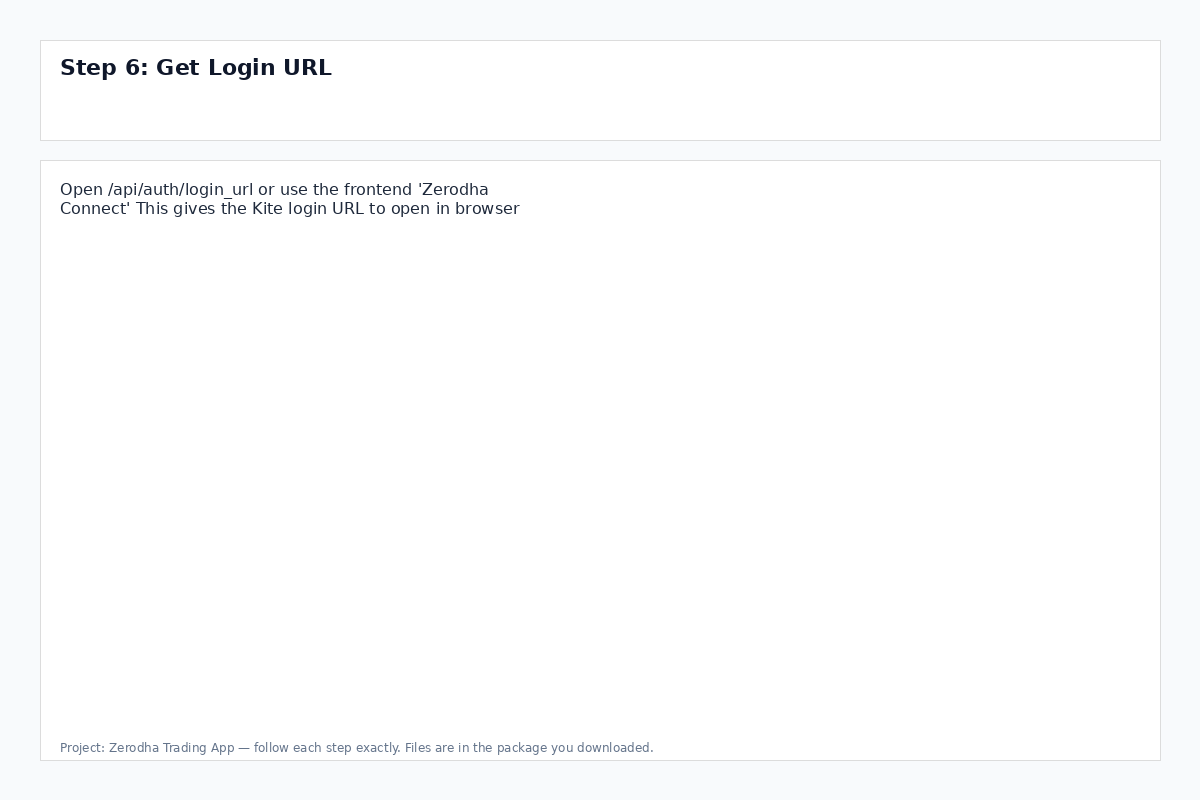 Step 6: Get Login URL
Open /api/auth/login_url or use the frontend 'Zerodha
Connect' This gives the Kite login URL to open in browser
Project: Zerodha Trading App — follow each step exactly. Files are in the package you downloaded.